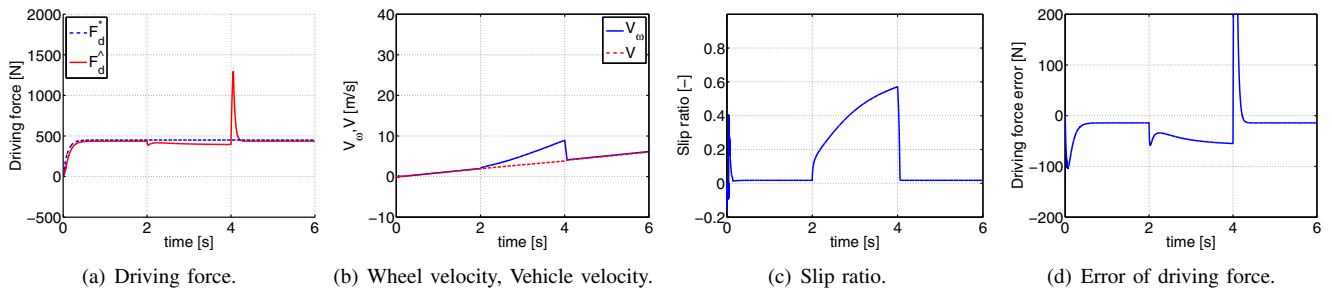 2000
1500
1000
500
0
-500
0
2
4
6
Driving force [N]
time [s]
F_d^*
F_d^^
(a) Driving force.
40
30
20
10
0
-10
0
2
4
6
V_ω, V [m/s]
time [s]
V_ω
V
(b) Wheel velocity, Vehicle velocity.
0.8
0.6
0.4
0.2
0
-0.2
0
2
4
6
Slip ratio [-]
time [s]
(c) Slip ratio.
200
100
0
-100
-200
0
2
4
6
Driving force error [N]
time [s]
(d) Error of driving force.